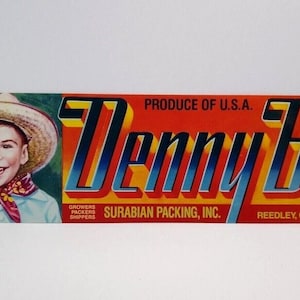 PRODUCE OF U.S.A.
Denny B
GROWERS
PACKERS
SHIPPERS
SURABIAN PACKING, INC.
REEDLEY,